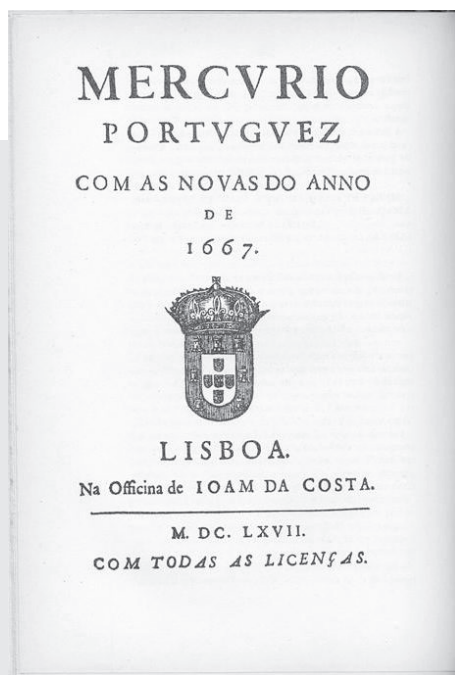 MERCVRIO
PORTVGVEZ
COM AS NOVAS DO ANNO
DE
1667.
LISBOA.
Na Officina de IOAM DA COSTA.
M. DC. LXVII.
COM TODAS AS LICENÇAS.